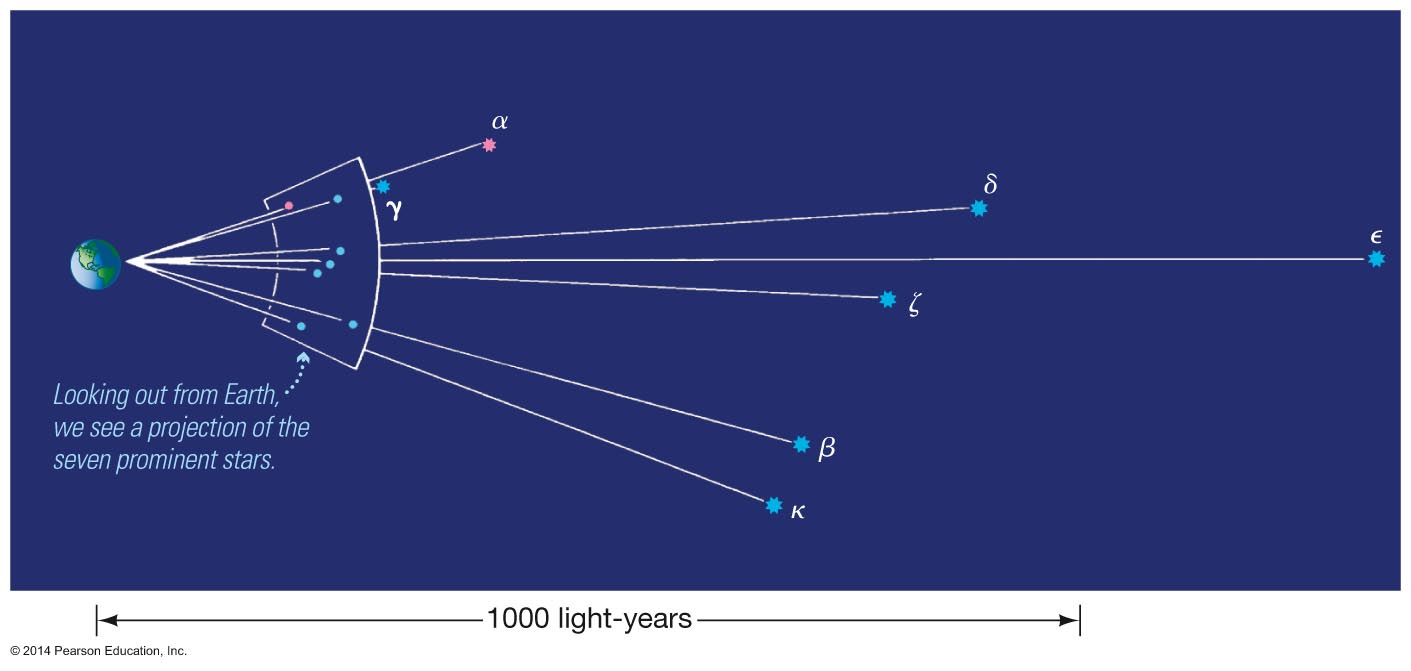 α
γ
δ
ϵ
ζ
Looking out from Earth,
we see a projection of the
seven prominent stars.
β
κ
1000 light-years
© 2014 Pearson Education, Inc.